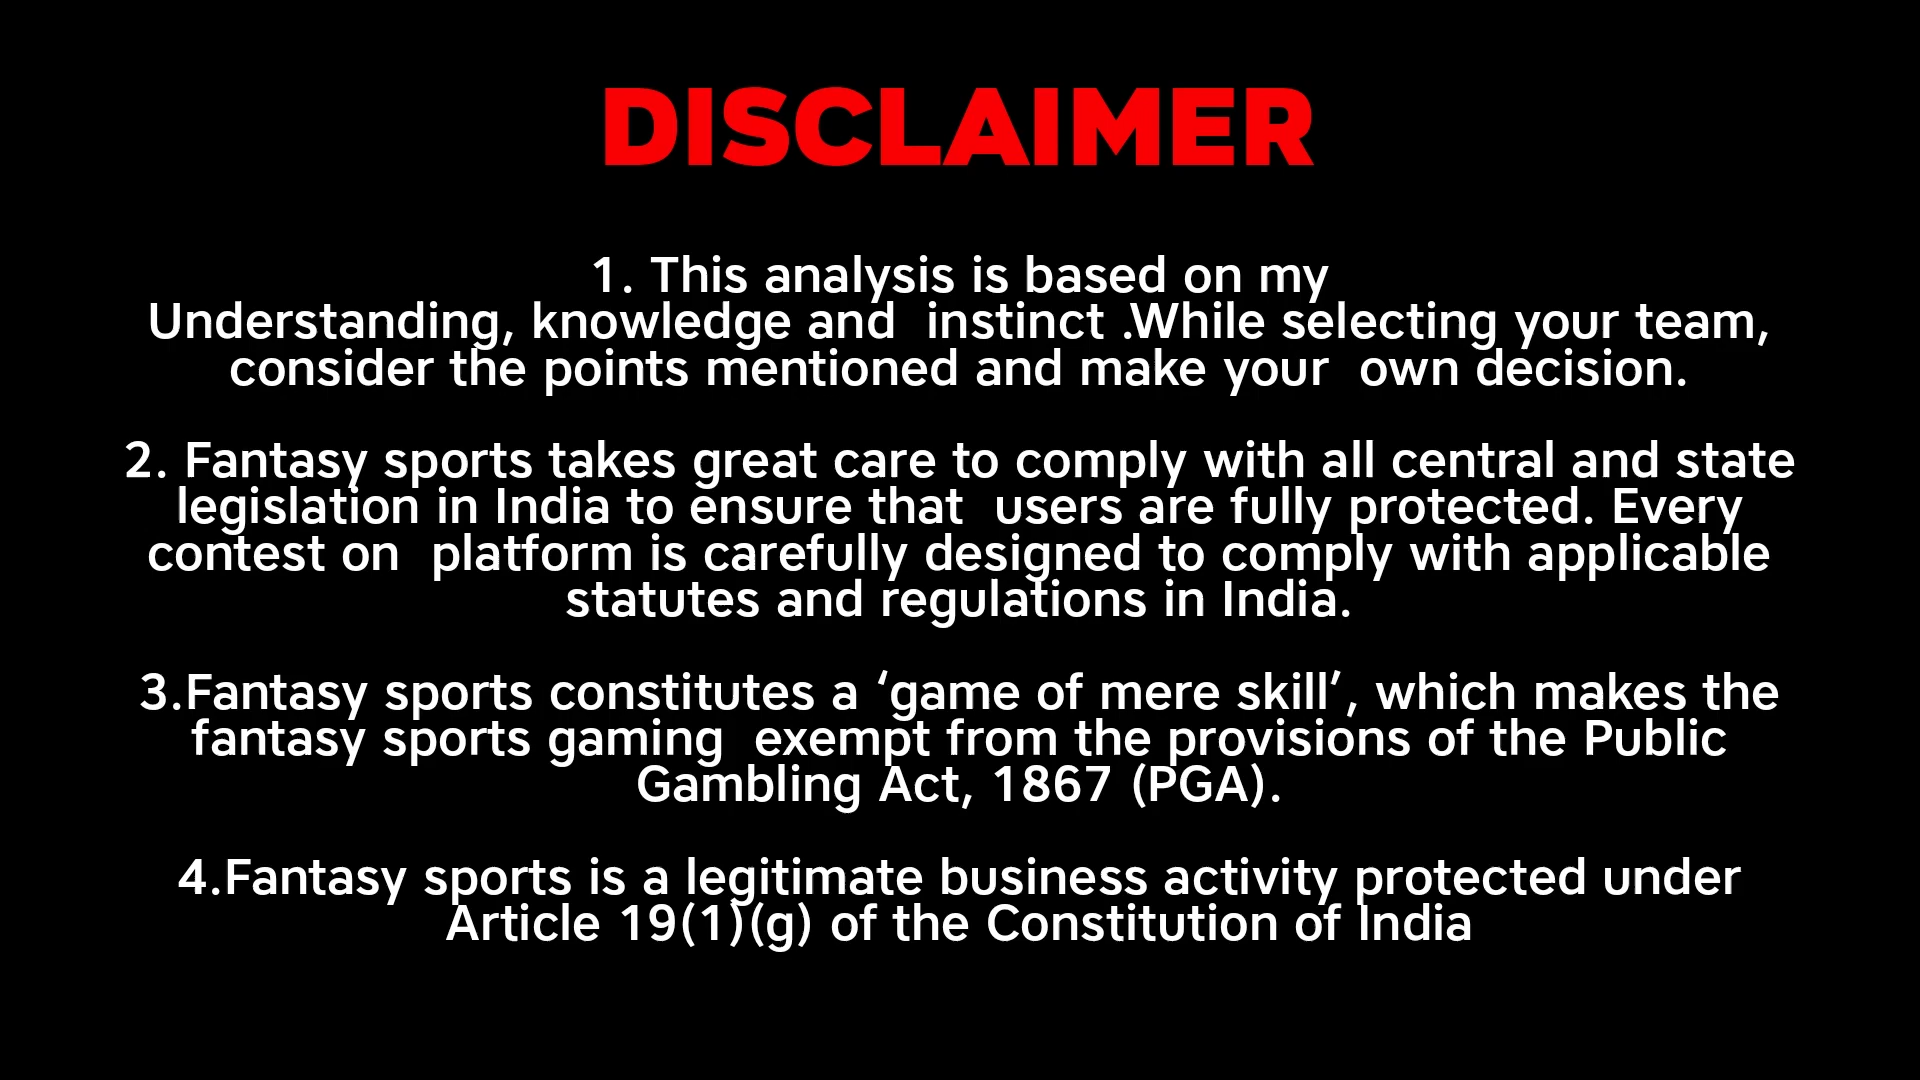 DISCLAIMER
1. This analysis is based on my
Understanding, knowledge and  instinct .While selecting your team,
consider the points mentioned and make your  own decision.
2. Fantasy sports takes great care to comply with all central and state
legislation in India to ensure that  users are fully protected. Every
contest on  platform is carefully designed to comply with applicable
statutes and regulations in India.
3.Fantasy sports constitutes a ‘game of mere skill’, which makes the
fantasy sports gaming  exempt from the provisions of the Public
Gambling Act, 1867 (PGA).
4.Fantasy sports is a legitimate business activity protected under
Article 19(1)(g) of the Constitution of India